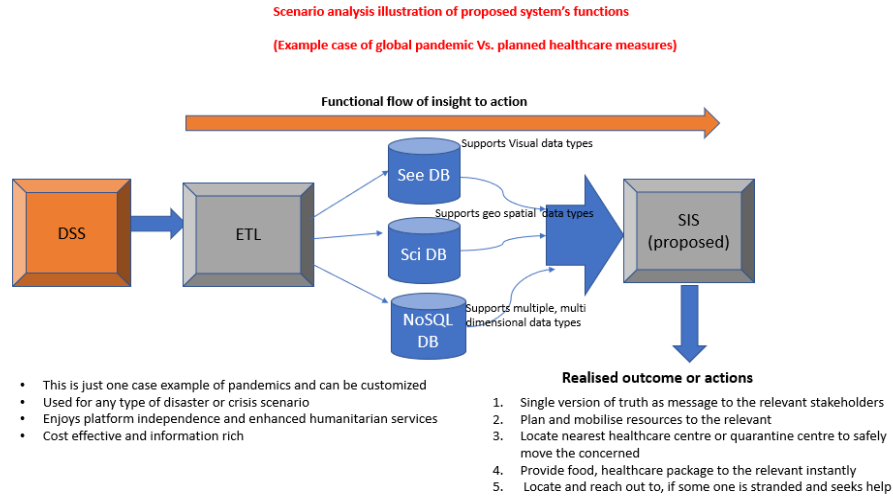 Scenario analysis illustration of proposed system's functions
(Example case of global pandemic Vs. planned healthcare measures)
Functional flow of insight to action
Supports Visual data types
See DB
Supports geo spatial data types
DSS
ETL
Sci DB
SIS
(proposed)
NoSQL
DB
Supports multiple, multi
dimensional data types
• This is just one case example of pandemics and can be customized
• Used for any type of disaster or crisis scenario
• Enjoys platform independence and enhanced humanitarian services
• Cost effective and information rich
Realised outcome or actions
1. Single version of truth as message to the relevant stakeholders
2. Plan and mobilise resources to the relevant
3. Locate nearest healthcare centre or quarantine centre to safely
move the concerned
4. Provide food, healthcare package to the relevant instantly
5. Locate and reach out to, if some one is stranded and seeks help